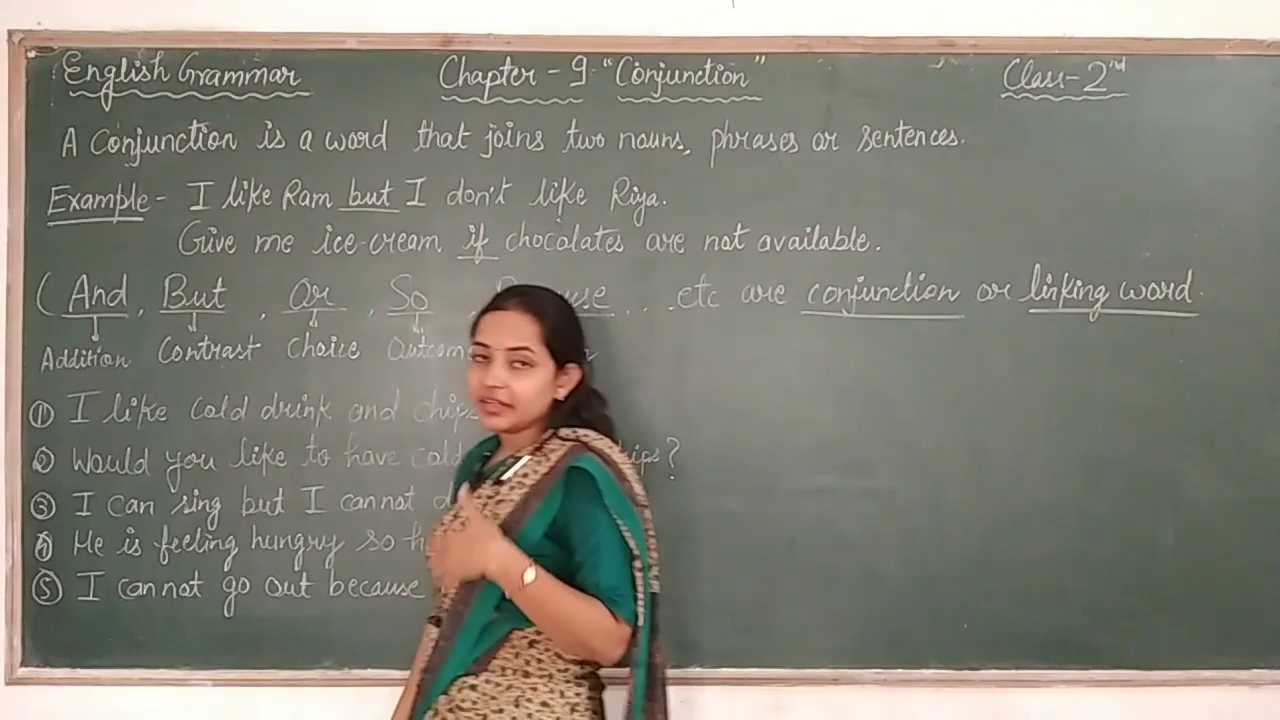 English Grammar Chapter - 9 "Conjunction" Class - 2nd
A Conjunction is a word that joins two nouns, phrases or sentences.
Example - I like Ram but I don't like Riya.
Give me ice-cream if chocolates are not available.
(And, But, Or, So, ...etc are conjunction or linking word.
Addition Contrast Choice
① I like cold drink and chips
② Would you like to have cold chips?
③ I can sing but I cannot
④ He is feeling hungry so
⑤ I cannot go out because